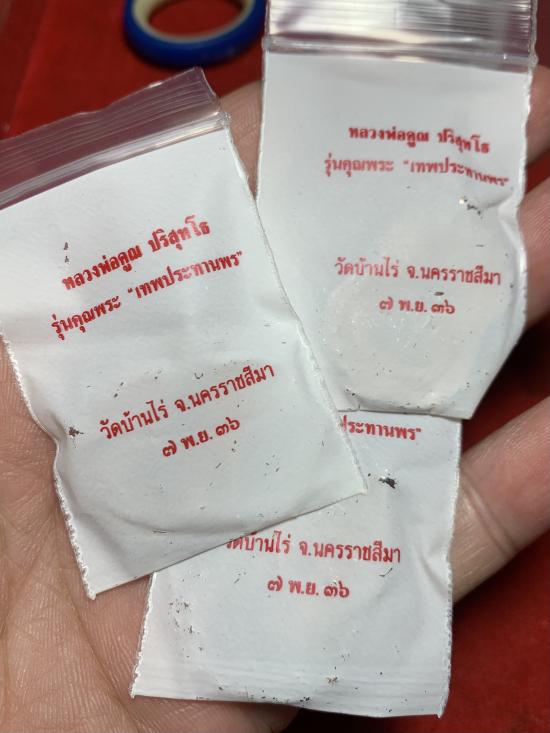 หลวงพ่อคูณ ปริสุทโธ
รุ่นคุณพระ "เทพประทานพร"
วัดบ้านไร่ จ.นครราชสีมา
๗ พ.ย. ๓๖
หลวงพ่อคูณ ปริสุทโธ
รุ่นคุณพระ "เทพประทานพร"
วัดบ้านไร่ จ.นครราชสีมา
๗ พ.ย. ๓๖
ประทานพร"
วัดบ้านไร่ จ.นครราชสีมา
๗ พ.ย. ๓๖